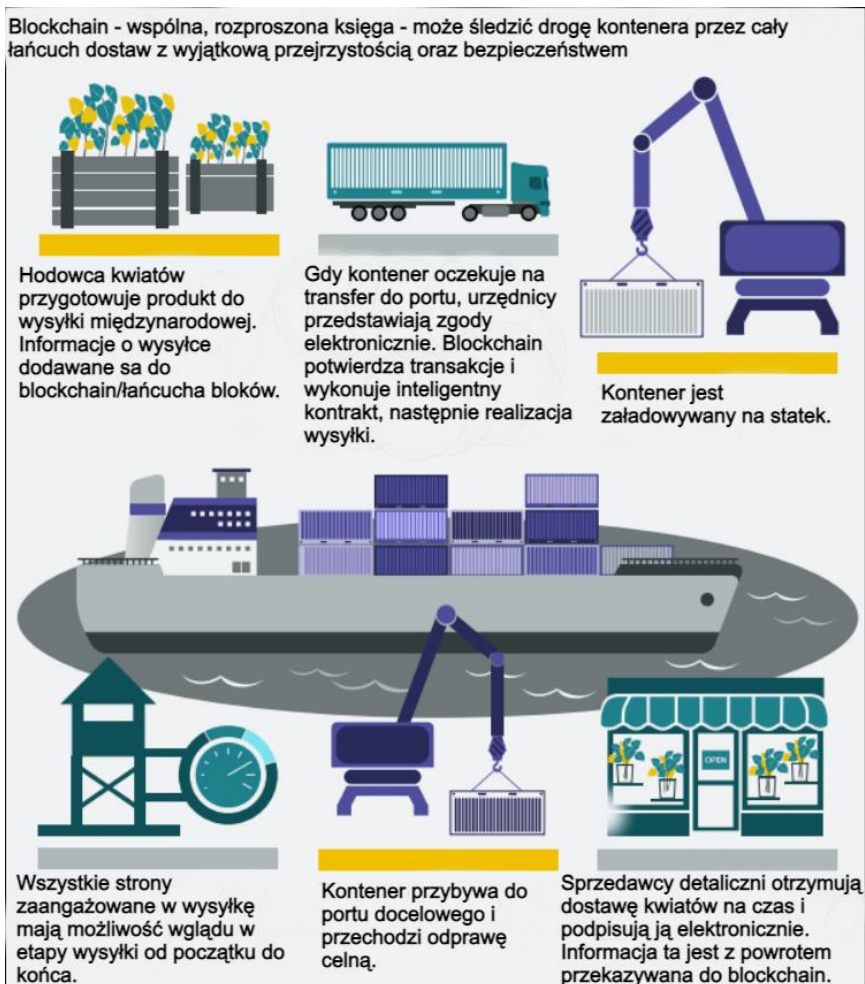 Blockchain - wspólna, rozproszona księga - może śledzić drogę kontenera przez cały
łańcuch dostaw z wyjątkową przejrzystością oraz bezpieczeństwem
Hodowca kwiatów
przygotowuje produkt do
wysyłki międzynarodowej.
Informacje o wysyłce
dodawane sa do
blockchain/łańcucha bloków.
Gdy kontener oczekuje na
transfer do portu, urzędnicy
przedstawiają zgody
elektronicznie. Blockchain
potwierdza transakcje i
wykonuje inteligentny
kontrakt, następnie realizacja
wysyłki.
Kontener jest
załadowywany na statek.
OPEN
Wszystkie strony
zaangażowane w wysyłkę
mają możliwość wglądu w
etapy wysyłki od początku do
końca.
Kontener przybywa do
portu docelowego i
przechodzi odprawę
celną.
Sprzedawcy detaliczni otrzymują
dostawę kwiatów na czas i
podpisują ją elektronicznie.
Informacja ta jest z powrotem
przekazywana do blockchain.